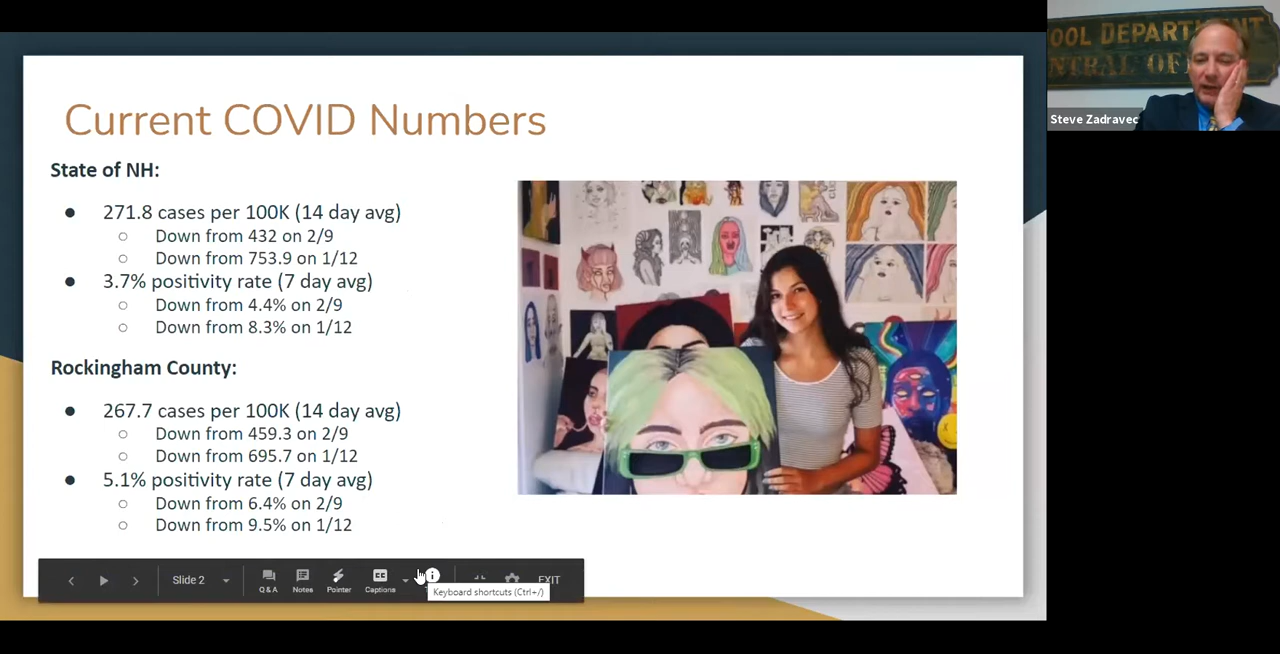 Current COVID Numbers
State of NH:
● 271.8 cases per 100K (14 day avg)
○ Down from 432 on 2/9
○ Down from 753.9 on 1/12
● 3.7% positivity rate (7 day avg)
○ Down from 4.4% on 2/9
○ Down from 8.3% on 1/12
Rockingham County:
● 267.7 cases per 100K (14 day avg)
○ Down from 459.3 on 2/9
○ Down from 695.7 on 1/12
● 5.1% positivity rate (7 day avg)
○ Down from 6.4% on 2/9
○ Down from 9.5% on 1/12
Slide 2
Q&A
Notes
Pointer
CC
Captions
EXIT
Keyboard shortcuts (Ctrl+/)
OOL DEPARTMENT
NTRAL OF
Steve Zadravec